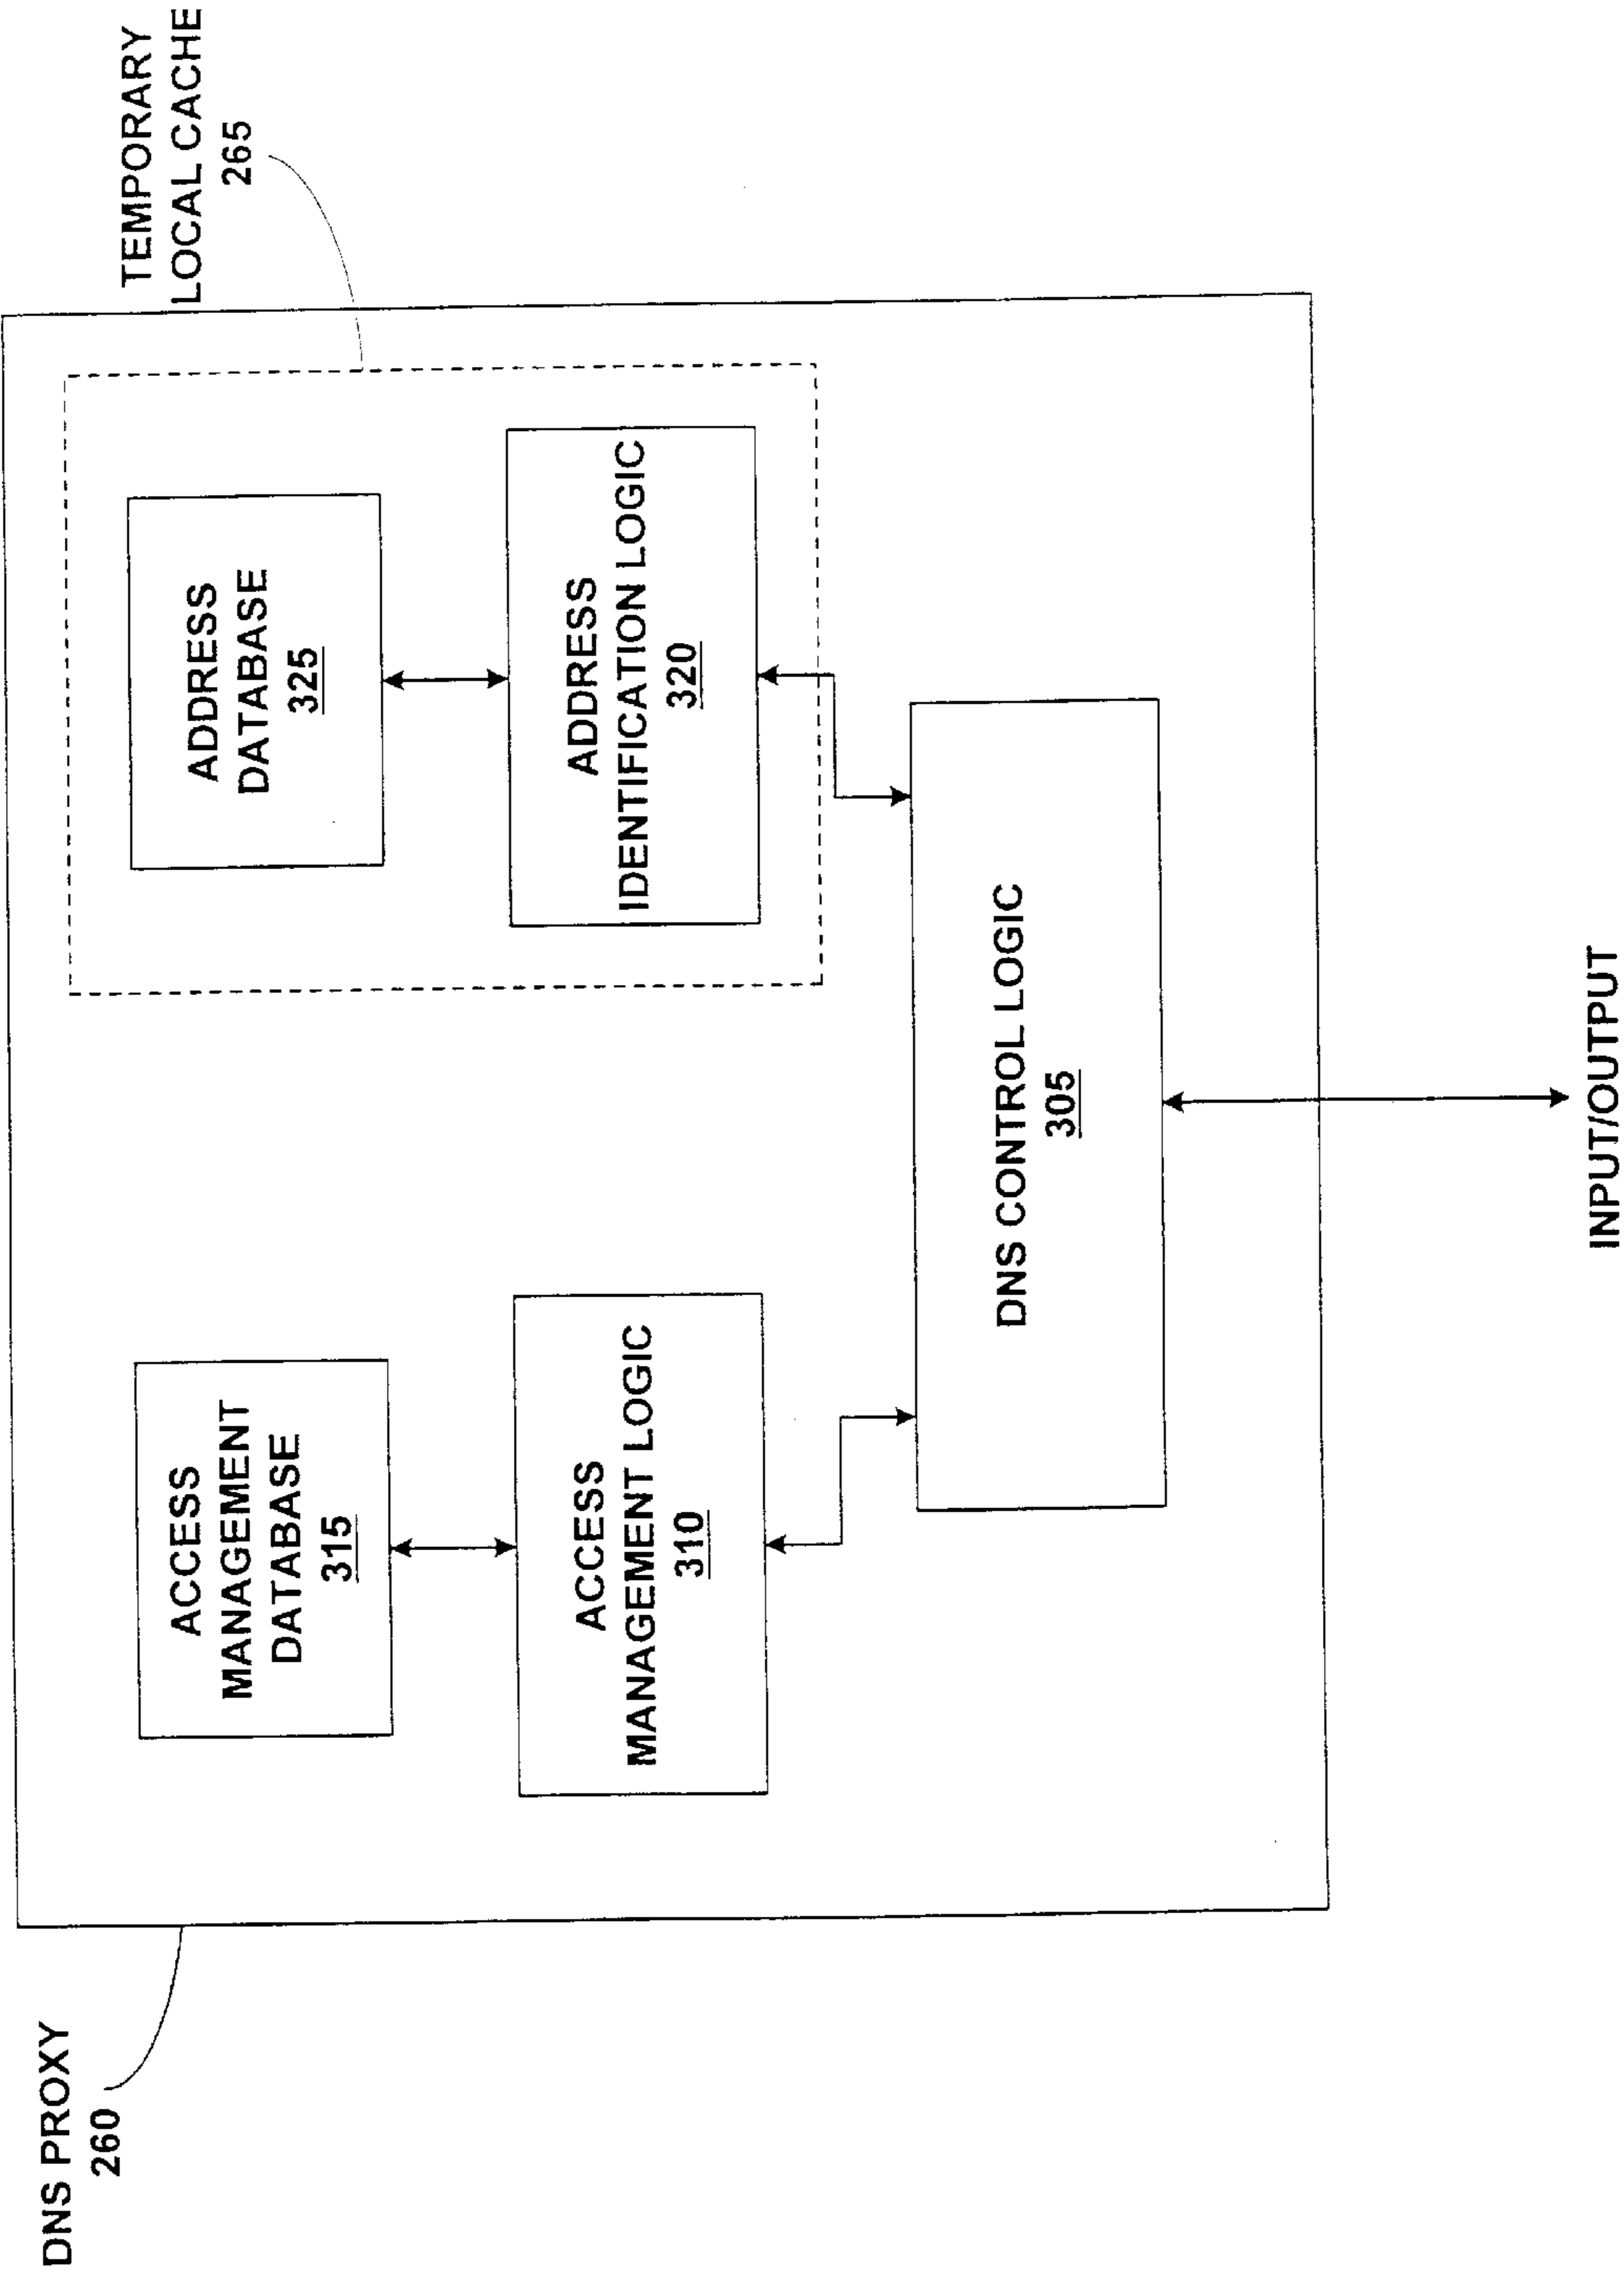 DNS PROXY
260
TEMPORARY
LOCAL CACHE
265
ACCESS
MANAGEMENT
DATABASE
315
ADDRESS
DATABASE
325
ACCESS
MANAGEMENT LOGIC
310
ADDRESS
IDENTIFICATION LOGIC
320
DNS CONTROL LOGIC
305
INPUT/OUTPUT